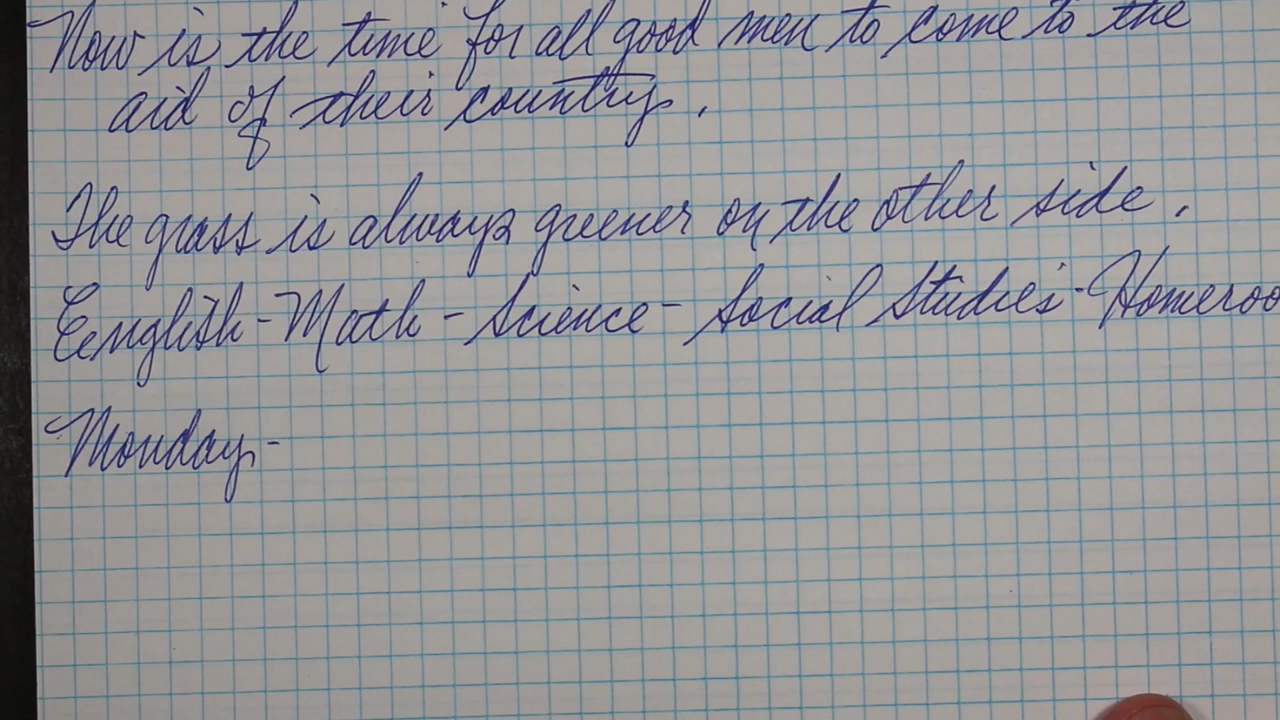 Now is the time for all good men to come to the
aid of their country.
The grass is always greener on the other side.
Eenglish - Math - Science - Social Studies - Homeroo
Monday -